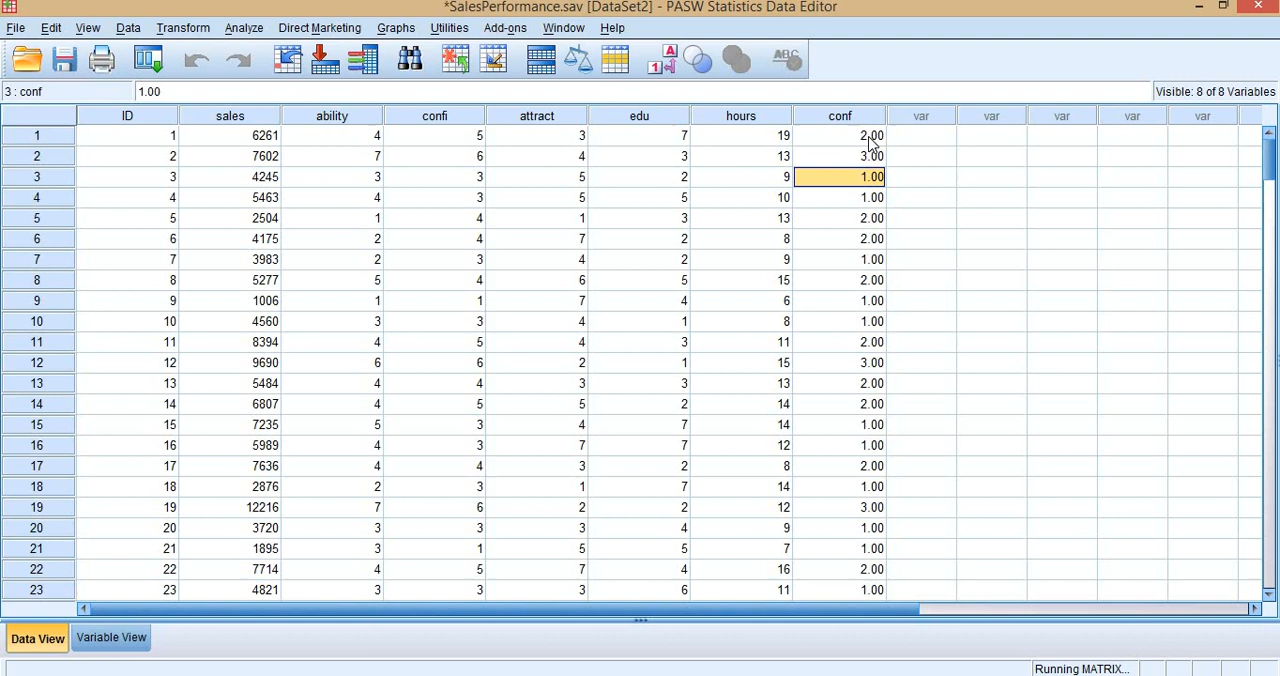 *SalesPerformance.sav [DataSet2] - PASW Statistics Data Editor
File Edit View Data Transform Analyze Direct Marketing Graphs Utilities Add-ons Window Help
3 : conf 1.00 Visible: 8 of 8 Variables
ID sales ability confi attract edu hours conf var var var var var
1 1 6261 4 5 3 7 19 2.00
2 2 7602 7 6 4 3 13 3.00
3 3 4245 3 3 5 2 9 1.00
4 4 5463 4 3 5 5 10 1.00
5 5 2504 1 4 1 3 13 2.00
6 6 4175 2 4 7 2 8 2.00
7 7 3983 2 3 4 2 9 1.00
8 8 5277 5 4 6 5 15 2.00
9 9 1006 1 1 7 4 6 1.00
10 10 4560 3 3 4 1 8 1.00
11 11 8394 4 5 4 3 11 2.00
12 12 9690 6 6 2 1 15 3.00
13 13 5484 4 4 3 3 13 2.00
14 14 6807 4 5 5 2 14 2.00
15 15 7235 5 3 4 7 14 1.00
16 16 5989 4 3 7 7 12 1.00
17 17 7636 4 4 3 2 8 2.00
18 18 2876 2 3 1 7 14 1.00
19 19 12216 7 6 2 2 12 3.00
20 20 3720 3 3 3 4 9 1.00
21 21 1895 3 1 5 5 7 1.00
22 22 7714 4 5 7 4 16 2.00
23 23 4821 3 3 3 6 11 1.00
Data View Variable View
Running MATRIX...